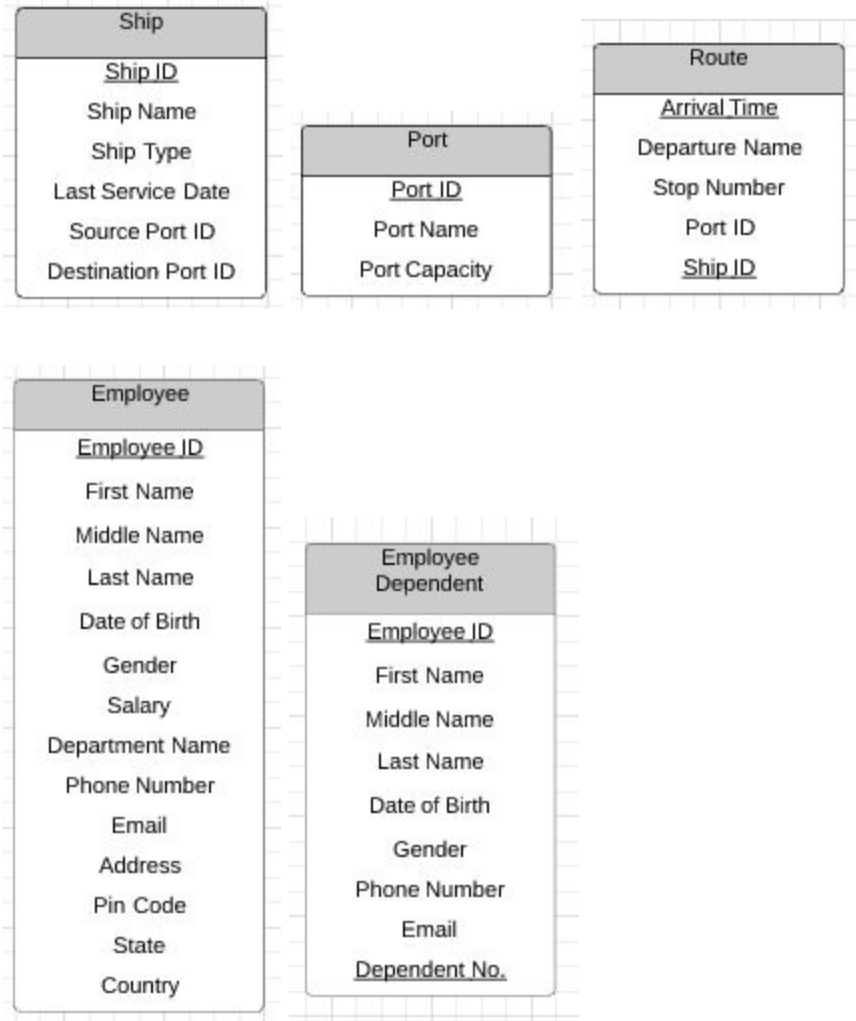 Ship
Ship ID
Ship Name
Ship Type
Last Service Date
Source Port ID
Destination Port ID
Port
Port ID
Port Name
Port Capacity
Route
Arrival Time
Departure Name
Stop Number
Port ID
Ship ID
Employee
Employee ID
First Name
Middle Name
Last Name
Date of Birth
Gender
Salary
Department Name
Phone Number
Email
Address
Pin Code
State
Country
Employee
Dependent
Employee ID
First Name
Middle Name
Last Name
Date of Birth
Gender
Phone Number
Email
Dependent No.